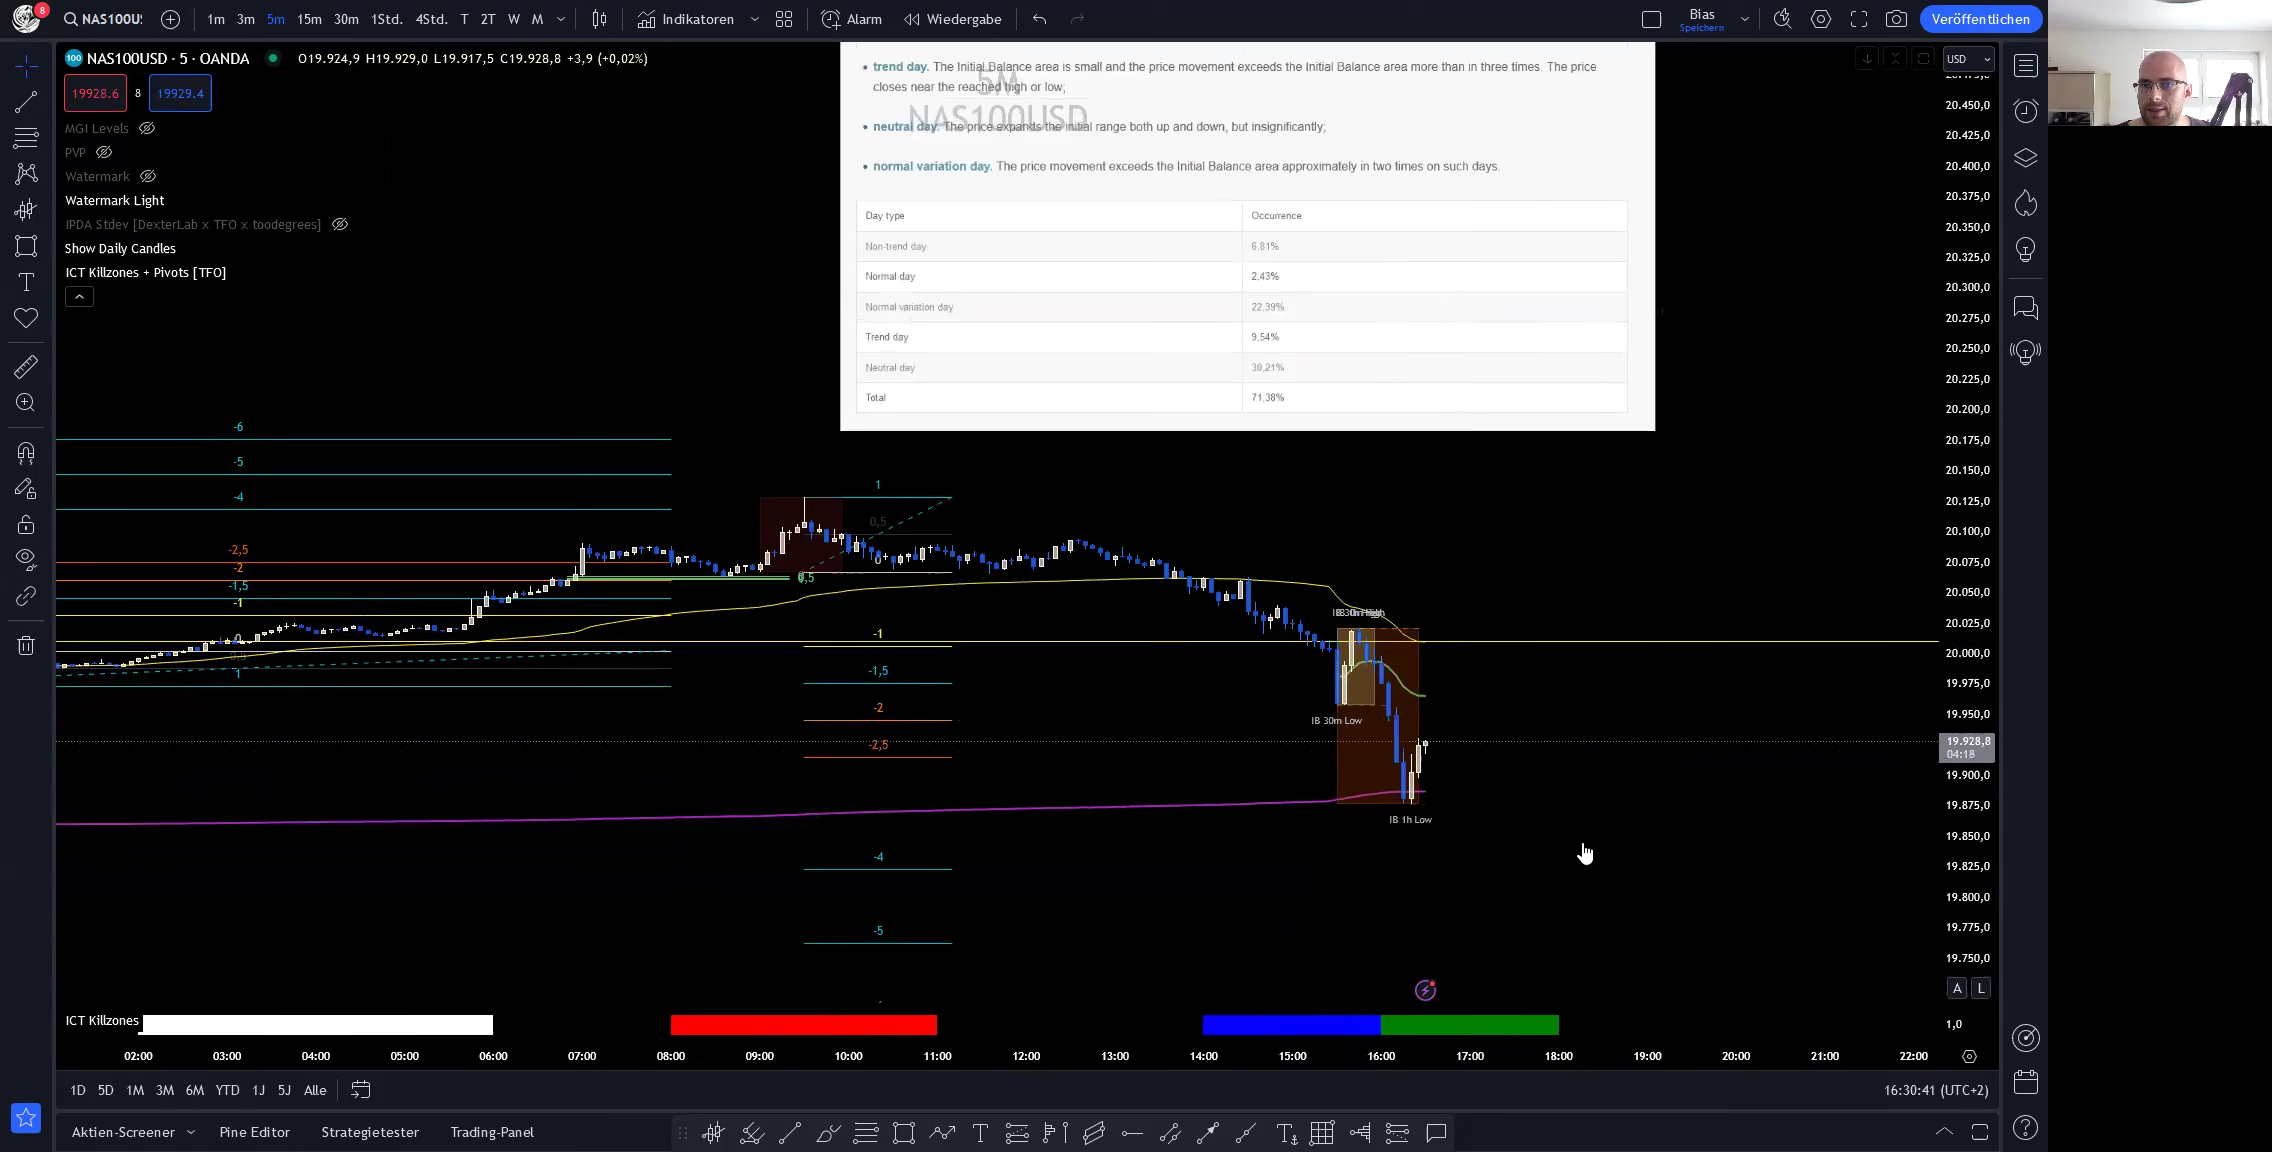 8
NAS100U:
1m 3m 5m 15m 30m 1Std. 4Std. T 2T W M
Indikatoren
Alarm
Wiedergabe
Bias
Speichern
Veröffentlichen
100 NAS100USD · 5 · OANDA
O19.924,9 H19.929,0 L19.917,5 C19.928,8 +3,9 (+0,02%)
19928.6 8 19929.4
MGI Levels
PVP
Watermark
Watermark Light
IPDA Stdev [DexterLab x TFO x toodegrees]
Show Daily Candles
ICT Killzones + Pivots [TFO]
5M
NAS100USD
• trend day. The Initial Balance area is small and the price movement exceeds the Initial Balance area more than in three times. The price
closes near the reached high or low;
• neutral day. The price expands the initial range both up and down, but insignificantly;
• normal variation day. The price movement exceeds the Initial Balance area approximately in two times on such days.
Day type Occurrence
Non-trend day 6,81%
Normal day 2,43%
Normal variation day 22,39%
Trend day 9,54%
Neutral day 30,21%
Total 71,38%
-6
-5
-4
-2,5
-2
-1,5
-1
0
0,5
1
1
0,5
0
0,5
-1
-1,5
-2
-2,5
-4
-5
IB 30m High
IB 30m Low
IB 1h Low
USD
20.450,0
20.425,0
20.400,0
20.375,0
20.350,0
20.325,0
20.300,0
20.275,0
20.250,0
20.225,0
20.200,0
20.175,0
20.150,0
20.125,0
20.100,0
20.075,0
20.050,0
20.025,0
20.000,0
19.975,0
19.950,0
19.928,8
04:18
19.900,0
19.875,0
19.850,0
19.825,0
19.800,0
19.775,0
19.750,0
A L
ICT Killzones
1,0
02:00 03:00 04:00 05:00 06:00 07:00 08:00 09:00 10:00 11:00 12:00 13:00 14:00 15:00 16:00 17:00 18:00 19:00 20:00 21:00 22:00
1D 5D 1M 3M 6M YTD 1J 5J Alle
16:30:41 (UTC+2)
Aktien-Screener Pine Editor Strategietester Trading-Panel